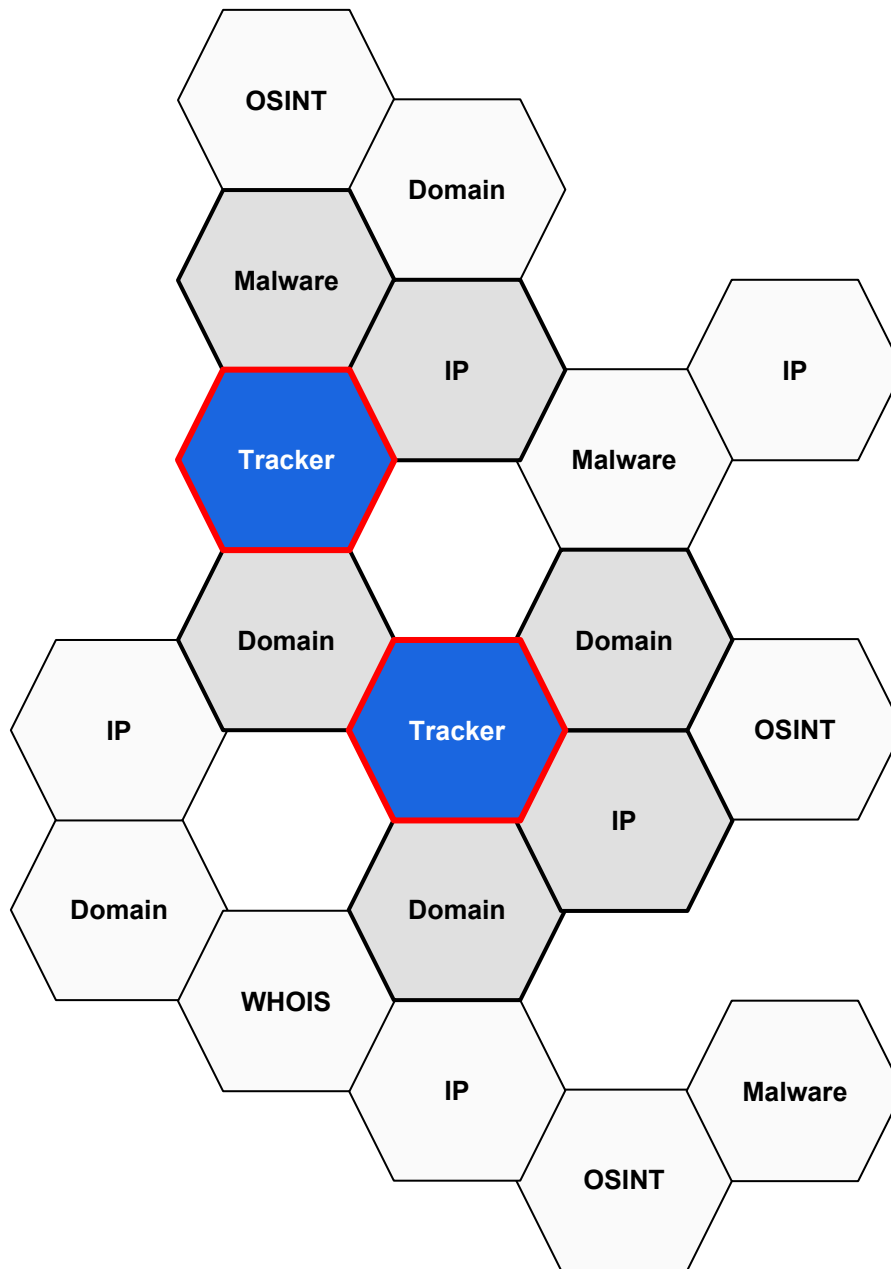 OSINT
Domain
Malware
IP
IP
Tracker
Malware
Domain
Domain
IP
Tracker
OSINT
IP
Domain
Domain
WHOIS
IP
Malware
OSINT